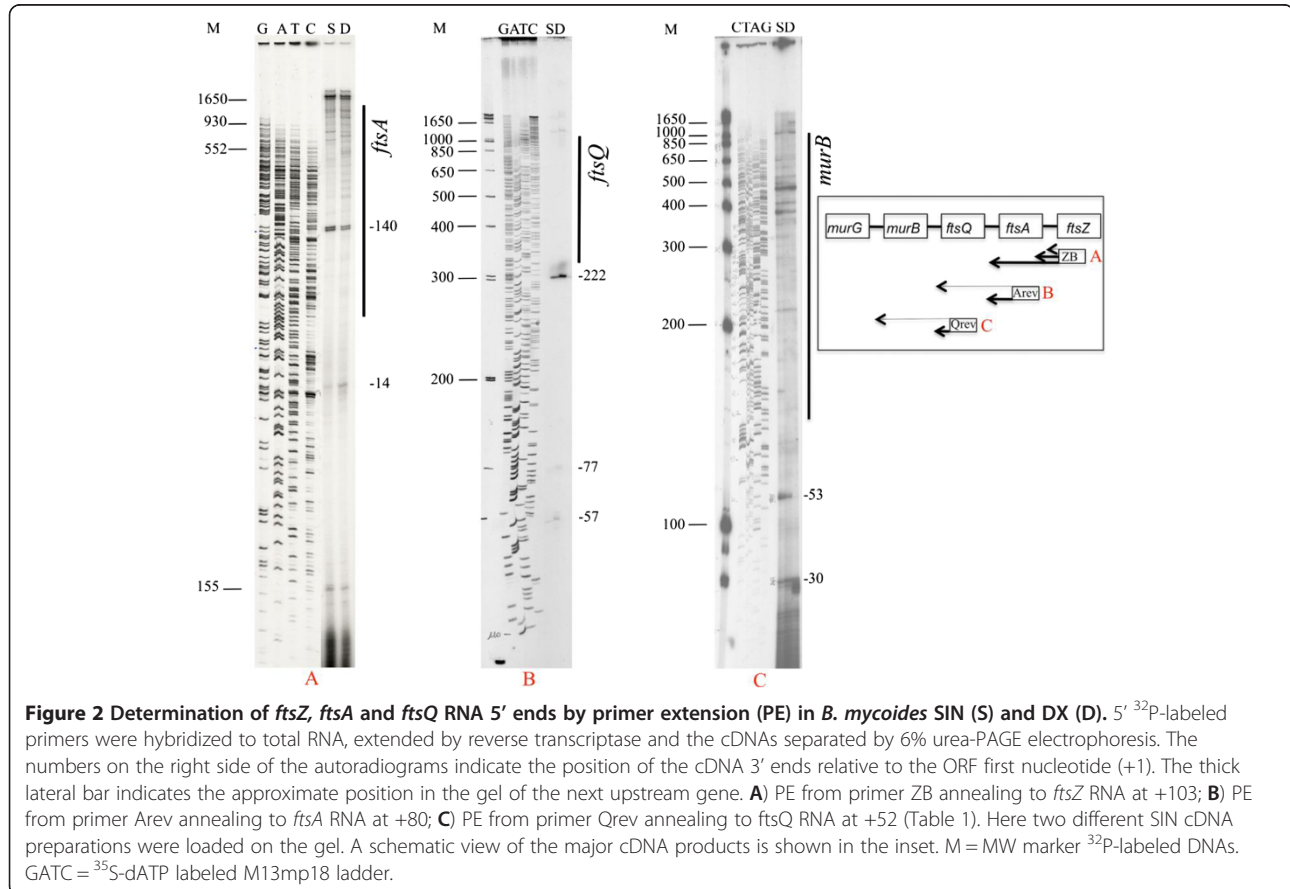 M G A T C S D
1650
930
552
155
ftsA
-140
-14
A
M GATC SD
1650
1000
850
650
500
400
300
200
ftsQ
-222
-77
-57
B
M CTAG SD
1650
1000
850
650
500
400
300
200
100
murB
-53
-30
C
murG murB ftsQ ftsA ftsZ
ZB A
Arev B
Qrev C
Figure 2 Determination of ftsZ, ftsA and ftsQ RNA 5′ ends by primer extension (PE) in B. mycoides SIN (S) and DX (D). 5′ ³²P-labeled
primers were hybridized to total RNA, extended by reverse transcriptase and the cDNAs separated by 6% urea-PAGE electrophoresis. The
numbers on the right side of the autoradiograms indicate the position of the cDNA 3′ ends relative to the ORF first nucleotide (+1). The thick
lateral bar indicates the approximate position in the gel of the next upstream gene. A) PE from primer ZB annealing to ftsZ RNA at +103; B) PE
from primer Arev annealing to ftsA RNA at +80; C) PE from primer Qrev annealing to ftsQ RNA at +52 (Table 1). Here two different SIN cDNA
preparations were loaded on the gel. A schematic view of the major cDNA products is shown in the inset. M = MW marker ³²P-labeled DNAs.
GATC = ³⁵S-dATP labeled M13mp18 ladder.